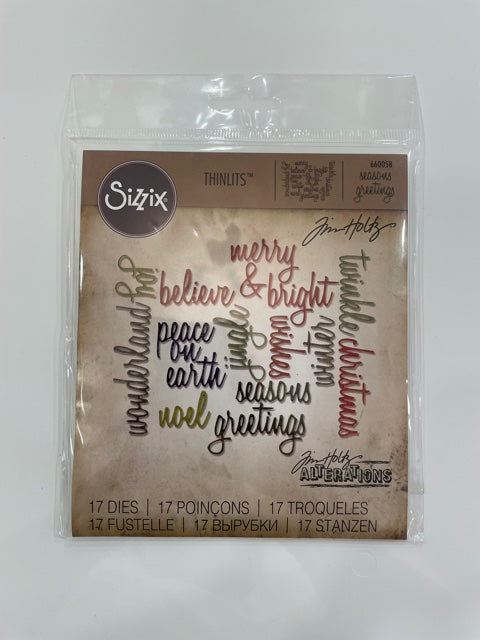 Sizzix
THINLITS™
660058
seasons
greetings
Tim Holtz
merry
&
believe
bright
joy
twinkle
wonderland
peace
on
earth
jingle
wishes
winter
christmas
noel
seasons
greetings
Tim Holtz
ALTERATIONS
17 DIES | 17 POINÇONS | 17 TROQUELES
17 FUSTELLE | 17 ВЫРУБКИ | 17 STANZEN